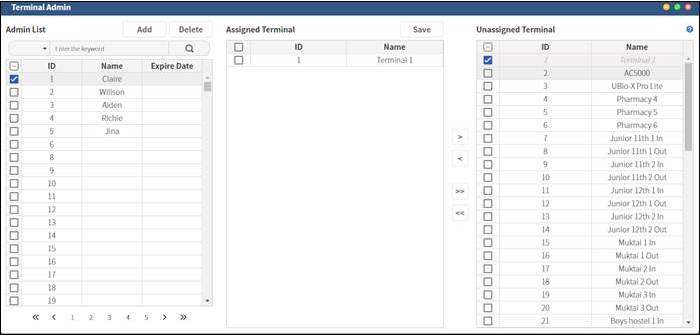 Terminal Admin
Admin List Add Delete
Enter the keyword
ID Name Expire Date
1 Claire
2 Willson
3 Aiden
4 Richie
5 Jina
6
8
9
10
11
12
13
14
15
16
17
18
19
1 2 3 4 5
Assigned Terminal Save
ID Name
1 Terminal 1
>
<
>>
<<
Unassigned Terminal ?
ID Name
1 Terminal 1
2 AC5000
3 UBio-X Pro Lite
4 Pharmacy 4
5 Pharmacy 5
6 Pharmacy 6
7 Junior 11th 1 In
8 Junior 11th 1 Out
9 Junior 11th 2 In
10 Junior 11th 2 Out
11 Junior 12th 1 In
12 Junior 12th 1 Out
13 Junior 12th 2 In
14 Junior 12th 2 Out
15 Muktai 1 In
16 Muktai 1 Out
17 Muktai 2 In
18 Muktai 2 Out
19 Muktai 3 In
20 Muktai 3 Out
21 Boys hostel 1 In